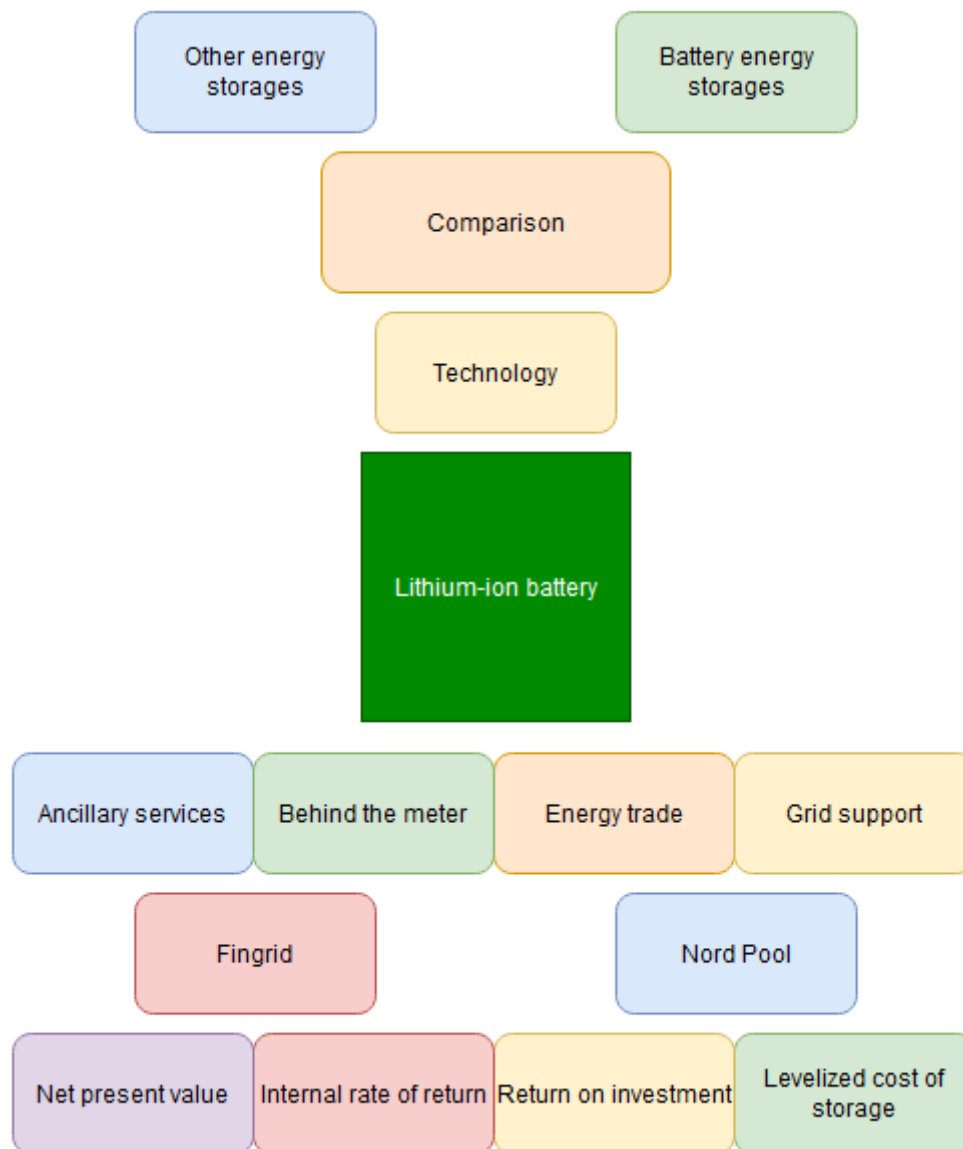 Other energy
storages
Battery energy
storages
Comparison
Technology
Lithium-ion battery
Ancillary services
Behind the meter
Energy trade
Grid support
Fingrid
Nord Pool
Net present value
Internal rate of return
Return on investment
Levelized cost of
storage